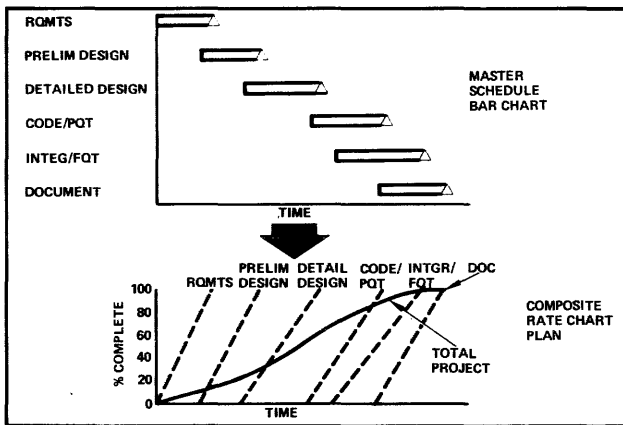 RQMTS
PRELIM DESIGN
DETAILED DESIGN
CODE/PQT
INTEG/FQT
DOCUMENT
MASTER
SCHEDULE
BAR CHART
TIME
RQMTS
PRELIM
DESIGN
DETAIL
DESIGN
CODE/
PQT
INTGR/
FQT
DOC
100
80
60
40
20
0
% COMPLETE
TOTAL
PROJECT
TIME
COMPOSITE
RATE CHART
PLAN